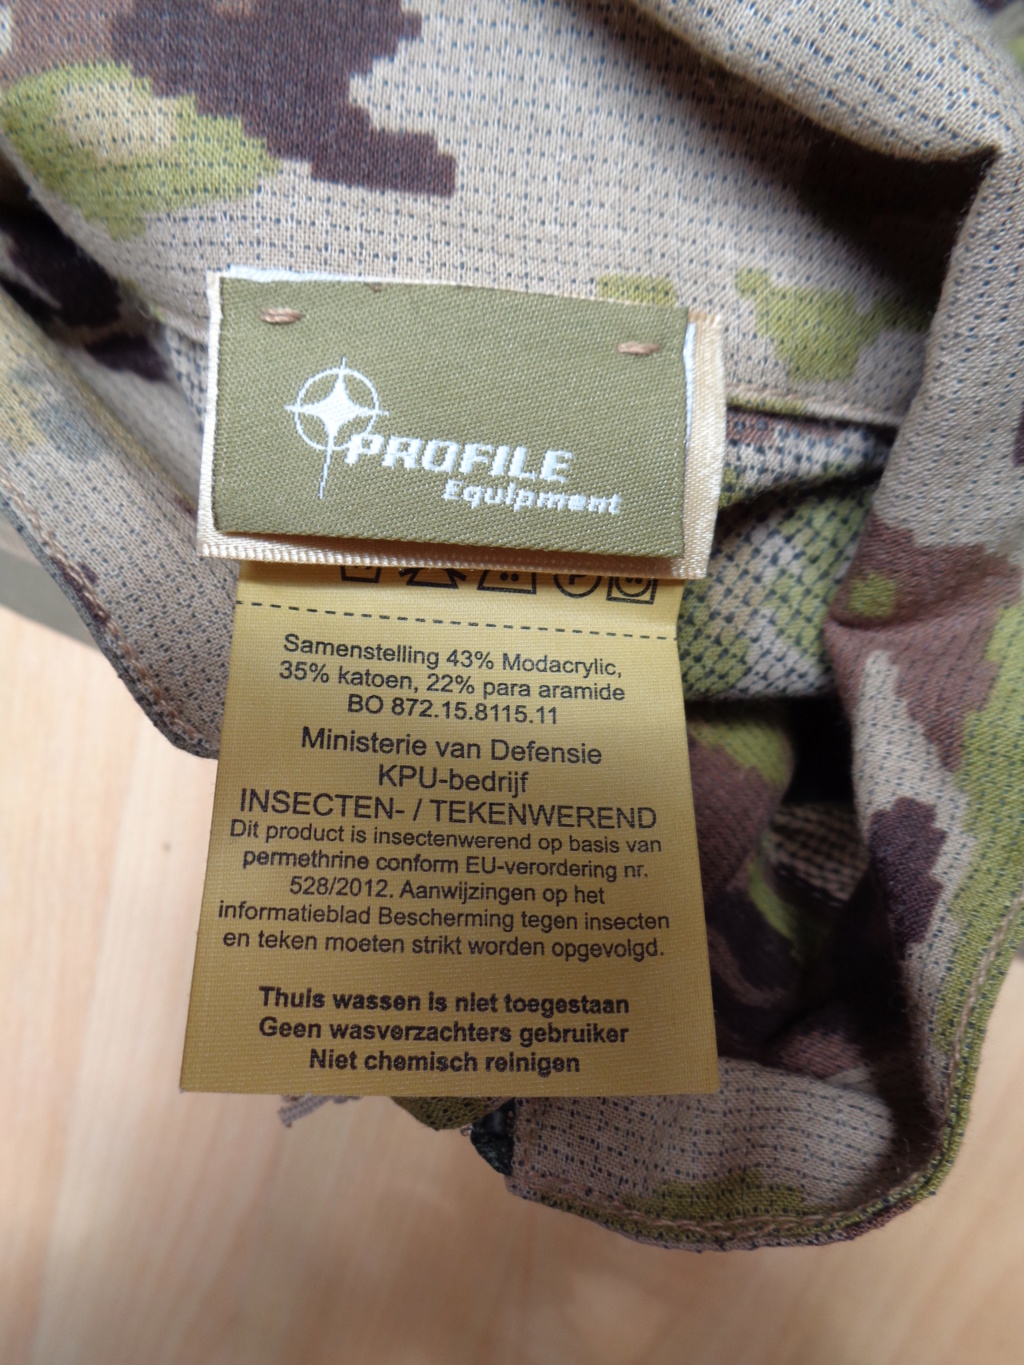 PROFILE
Equipment
Samenstelling 43% Modacrylic,
35% katoen, 22% para aramide
BO 872.15.8115.11
Ministerie van Defensie
KPU-bedrijf
INSECTEN- / TEKENWEREND
Dit product is insectenwerend op basis van
permethrine conform EU-verordering nr.
528/2012. Aanwijzingen op het
informatieblad Bescherming tegen insecten
en teken moeten strikt worden opgevolgd.
Thuis wassen is niet toegestaan
Geen wasverzachters gebruiker
Niet chemisch reinigen